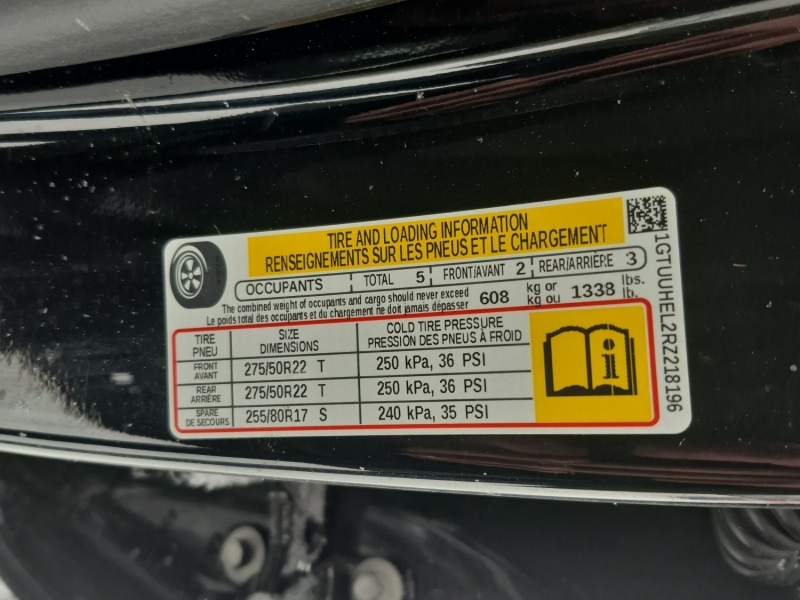 TIRE AND LOADING INFORMATION
RENSEIGNEMENTS SUR LES PNEUS ET LE CHARGEMENT
OCCUPANTS TOTAL 5 FRONT/AVANT 2 REAR/ARRIÈRE 3
The combined weight of occupants and cargo should never exceed 608 kg or 1338 lbs.
Le poids total des occupants et du chargement ne doit jamais dépasser kg ou lb.
TIRE SIZE COLD TIRE PRESSURE
PNEU DIMENSIONS PRESSION DES PNEUS À FROID
FRONT
AVANT 275/50R22 T 250 kPa, 36 PSI
REAR
ARRIÈRE 275/50R22 T 250 kPa, 36 PSI
SPARE
DE SECOURS 255/80R17 S 240 kPa, 35 PSI
i
1GTUUHEL2RZ218196